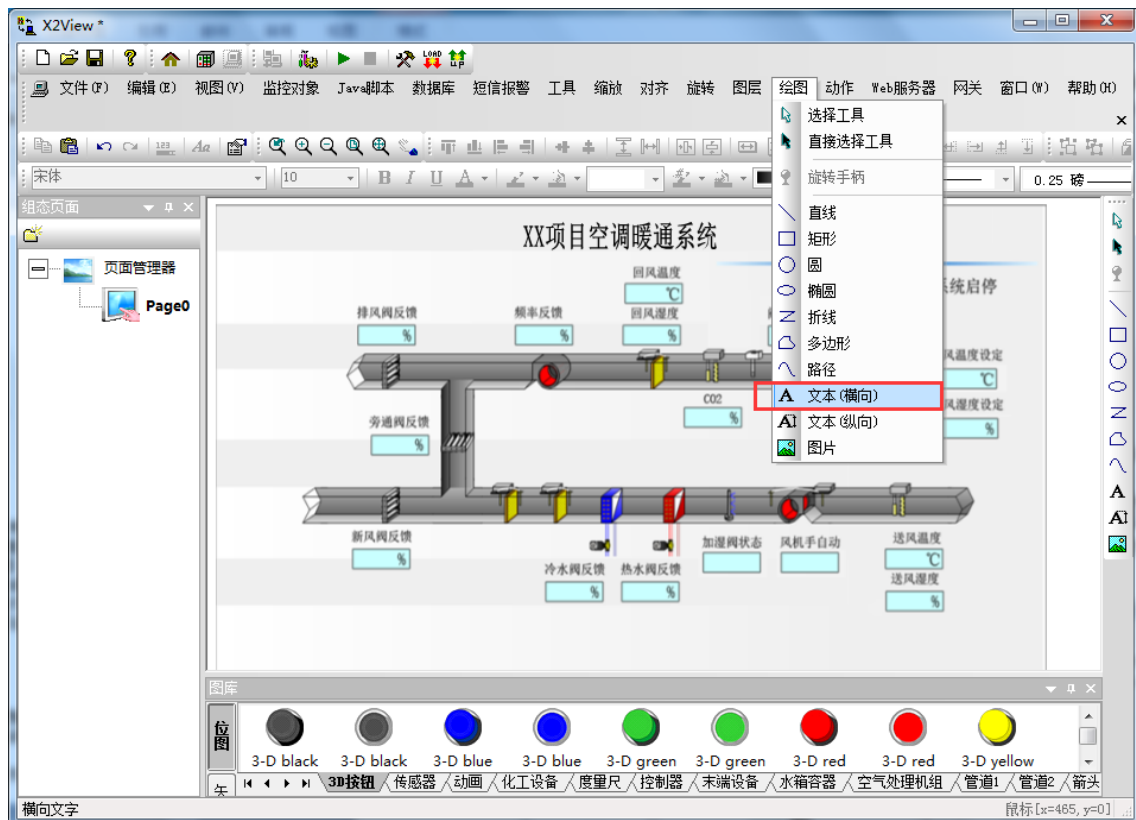 X2View *
文件(F) 编辑(E) 视图(V) 监控对象 Java脚本 数据库 短信报警 工具 缩放 对齐 旋转 图层 绘图 动作 Web服务器 网关 窗口(W) 帮助(H)
宋体 10 B I U A 0.25 磅
组态页面
页面管理器
Page0
选择工具
直接选择工具
旋转手柄
直线
矩形
圆
椭圆
折线
多边形
路径
A 文本(横向)
A 文本(纵向)
图片
XX项目空调暖通系统
系统启停
回风温度
℃
排风阀反馈 频率反馈 回风湿度
% % %
风温度设定
℃
CO2 风湿度设定
% %
旁通阀反馈
%
新风阀反馈 加湿阀状态 风机手自动 送风温度
% ℃
冷水阀反馈 热水阀反馈 送风湿度
% % %
图库
位图
矢
3-D black 3-D black 3-D blue 3-D blue 3-D green 3-D green 3-D red 3-D red 3-D yellow
3D按钮 传感器 动画 化工设备 度量尺 控制器 末端设备 水箱容器 空气处理机组 管道1 管道2 箭头
横向文字 鼠标[x=465, y=0]